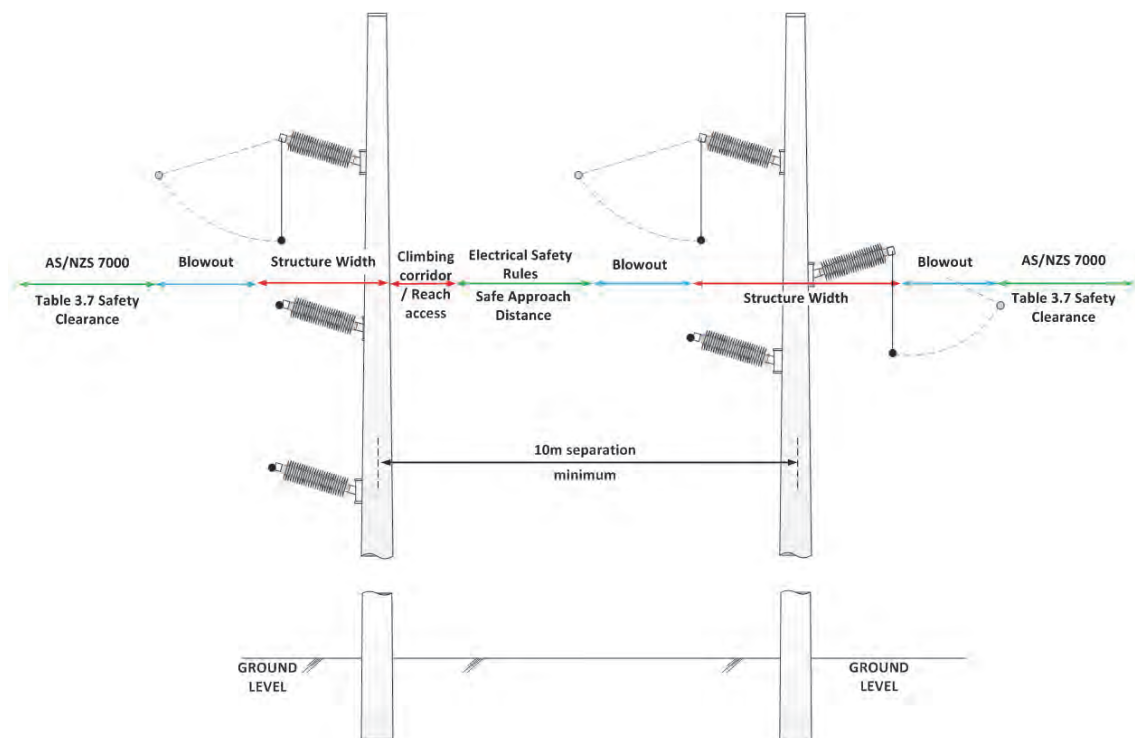 AS/NZS 7000
Table 3.7 Safety
Clearance
Blowout
Structure Width
Climbing
corridor
/ Reach
access
Electrical Safety
Rules
Safe Approach
Distance
Blowout
Structure Width
Blowout
AS/NZS 7000
Table 3.7 Safety
Clearance
10m separation
minimum
GROUND
LEVEL
GROUND
LEVEL